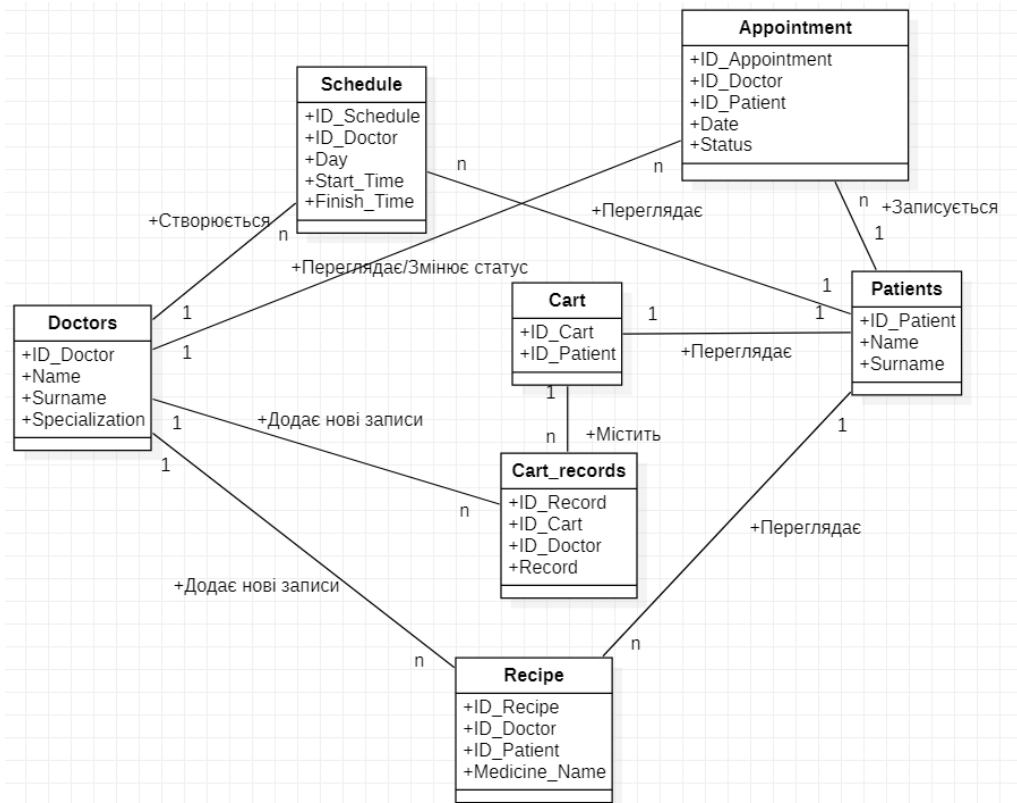 Appointment
+ID_Appointment
+ID_Doctor
+ID_Patient
+Date
+Status
Schedule
+ID_Schedule
+ID_Doctor
+Day
+Start_Time
+Finish_Time
n
n
n
+Записується
1
+Переглядає
+Створюється
n
+Переглядає/Змінює статус
Patients
+ID_Patient
+Name
+Surname
1
1
Cart
+ID_Cart
+ID_Patient
1
+Переглядає
Doctors
+ID_Doctor
+Name
+Surname
+Specialization
1
1
1
1
+Додає нові записи
1
n
+Містить
1
Cart_records
+ID_Record
+ID_Cart
+ID_Doctor
+Record
n
+Переглядає
+Додає нові записи
n
n
Recipe
+ID_Recipe
+ID_Doctor
+ID_Patient
+Medicine_Name